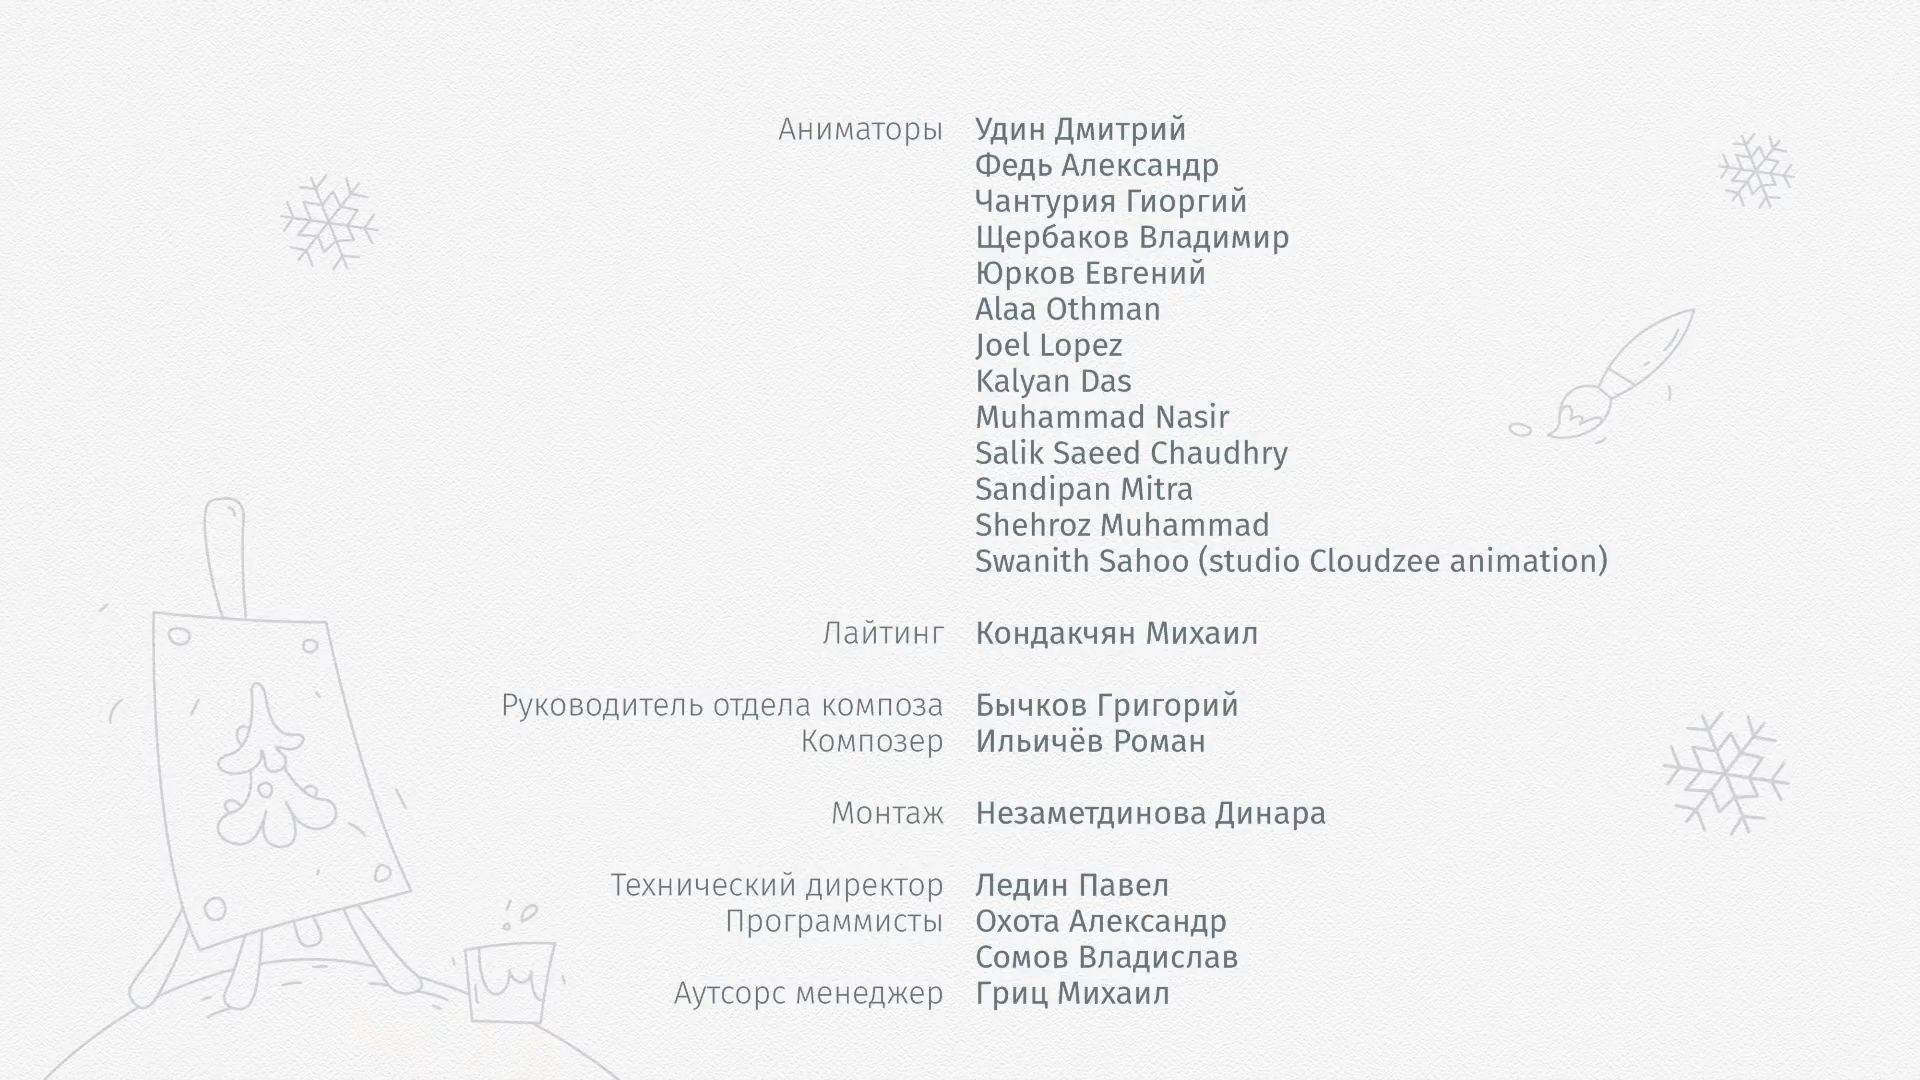 Аниматоры Удин Дмитрий
Федь Александр
Чантурия Гиоргий
Щербаков Владимир
Юрков Евгений
Alaa Othman
Joel Lopez
Kalyan Das
Muhammad Nasir
Salik Saeed Chaudhry
Sandipan Mitra
Shehroz Muhammad
Swanith Sahoo (studio Cloudzee animation)
Лайтинг Кондакчян Михаил
Руководитель отдела композа Бычков Григорий
Композер Ильичёв Роман
Монтаж Незаметдинова Динара
Технический директор Ледин Павел
Программисты Охота Александр
Сомов Владислав
Аутсорс менеджер Гриц Михаил